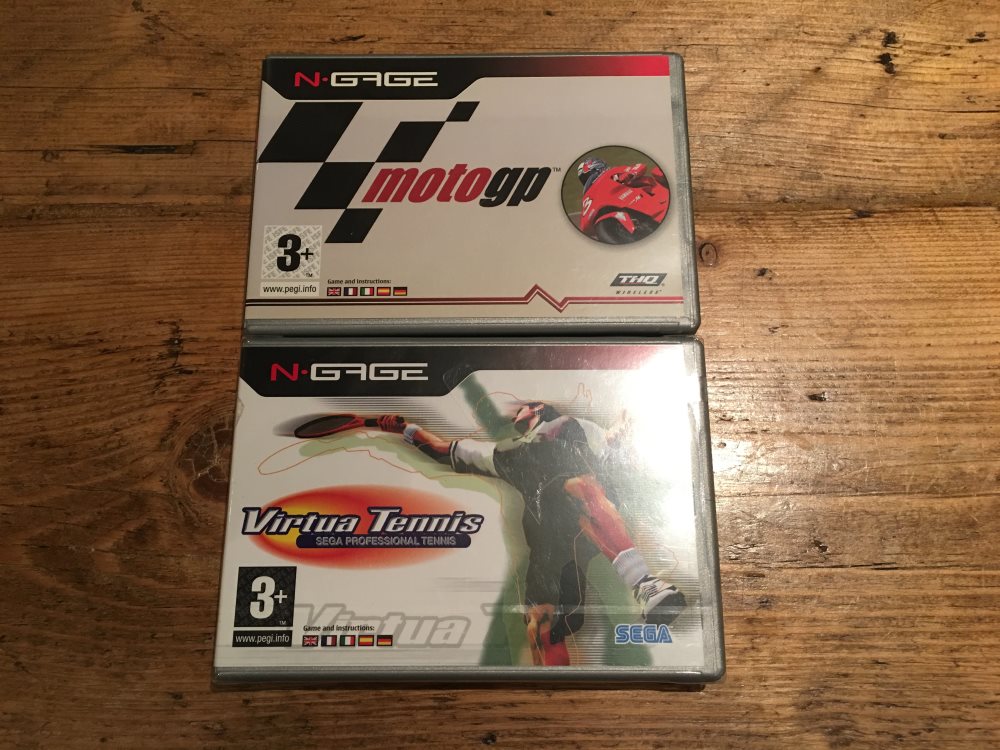 N·GAGE
motogp™
3+
™
www.pegi.info
Game and instructions:
THQ
WIRELESS
N·GAGE
Virtua Tennis
SEGA PROFESSIONAL TENNIS
3+
www.pegi.info
Virtua T
Game and instructions:
SEGA